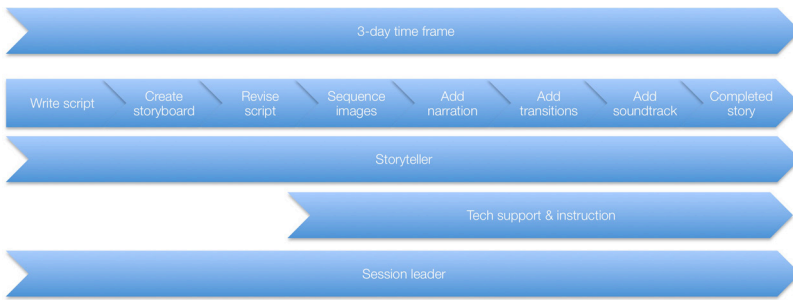 3-day time frame
Write script
Create
storyboard
Revise
script
Sequence
images
Add
narration
Add
transitions
Add
soundtrack
Completed
story
Storyteller
Tech support & instruction
Session leader